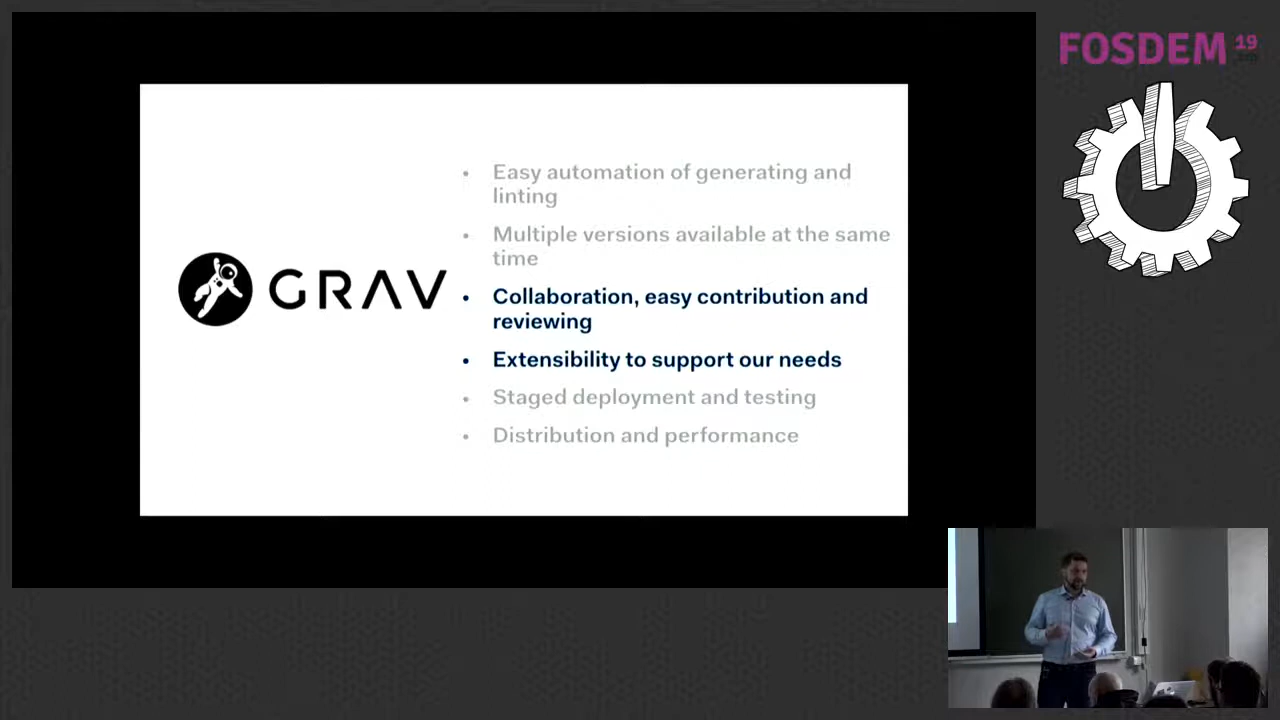 FOSDEM 19
GRAV
• Easy automation of generating and
linting
• Multiple versions available at the same
time
• Collaboration, easy contribution and
reviewing
• Extensibility to support our needs
• Staged deployment and testing
• Distribution and performance